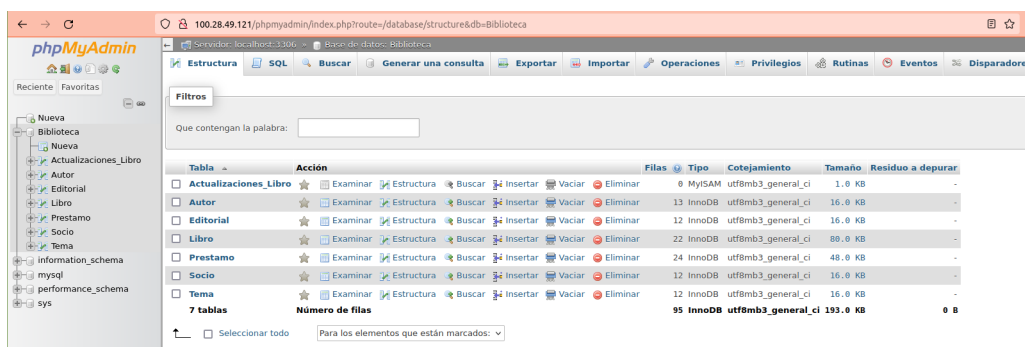 100.28.49.121/phpmyadmin/index.php?route=/database/structure&db=Biblioteca
phpMyAdmin
Reciente Favoritas
Nueva
Biblioteca
Nueva
Actualizaciones_Libro
Autor
Editorial
Libro
Prestamo
Socio
Tema
information_schema
mysql
performance_schema
sys
Servidor: localhost:3306 » Base de datos: Biblioteca
Estructura SQL Buscar Generar una consulta Exportar Importar Operaciones Privilegios Rutinas Eventos Disparadore
Filtros
Que contengan la palabra:
Tabla Acción Filas Tipo Cotejamiento Tamaño Residuo a depurar
Actualizaciones_Libro Examinar Estructura Buscar Insertar Vaciar Eliminar 0 MyISAM utf8mb3_general_ci 1.0 KB -
Autor Examinar Estructura Buscar Insertar Vaciar Eliminar 13 InnoDB utf8mb3_general_ci 16.0 KB -
Editorial Examinar Estructura Buscar Insertar Vaciar Eliminar 12 InnoDB utf8mb3_general_ci 16.0 KB -
Libro Examinar Estructura Buscar Insertar Vaciar Eliminar 22 InnoDB utf8mb3_general_ci 80.0 KB -
Prestamo Examinar Estructura Buscar Insertar Vaciar Eliminar 24 InnoDB utf8mb3_general_ci 48.0 KB -
Socio Examinar Estructura Buscar Insertar Vaciar Eliminar 12 InnoDB utf8mb3_general_ci 16.0 KB -
Tema Examinar Estructura Buscar Insertar Vaciar Eliminar 12 InnoDB utf8mb3_general_ci 16.0 KB -
7 tablas Número de filas 95 InnoDB utf8mb3_general_ci 193.0 KB 0 B
Seleccionar todo Para los elementos que están marcados: